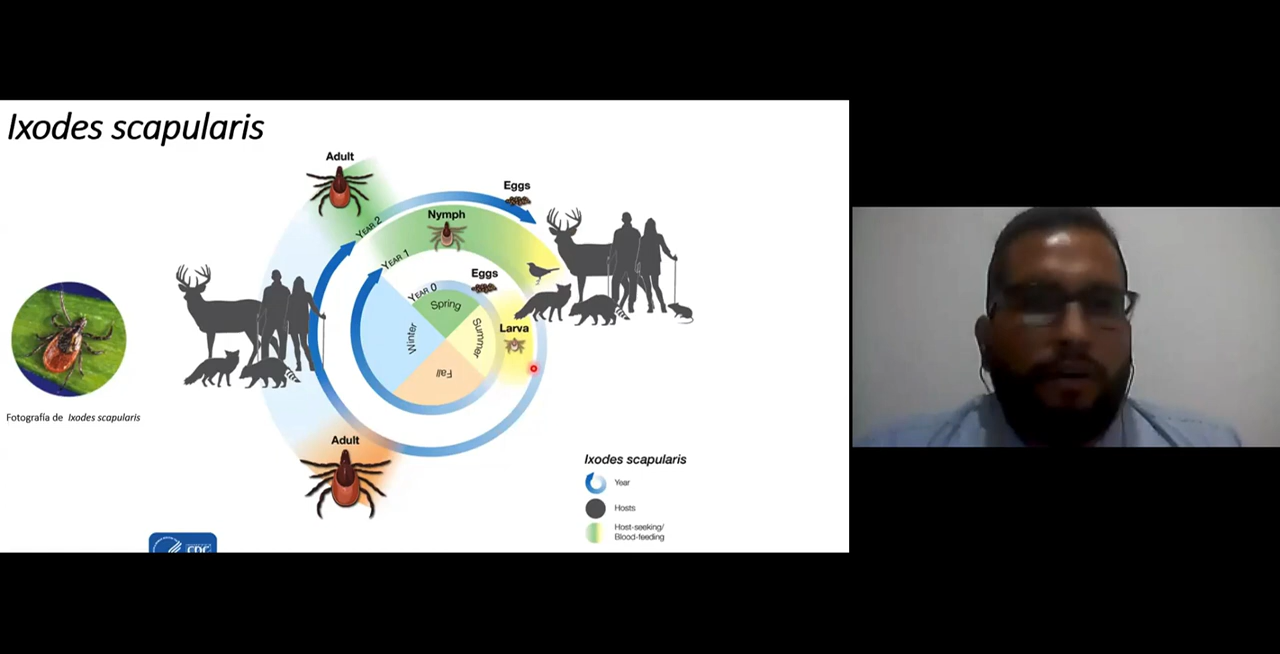 Ixodes scapularis
Adult
Eggs
YEAR 2
Nymph
YEAR 1
Eggs
YEAR 0
Spring
Winter
Summer
Larva
Fall
Fotografía de Ixodes scapularis
Adult
Ixodes scapularis
Year
Hosts
Host-seeking/
Blood-feeding
CDC